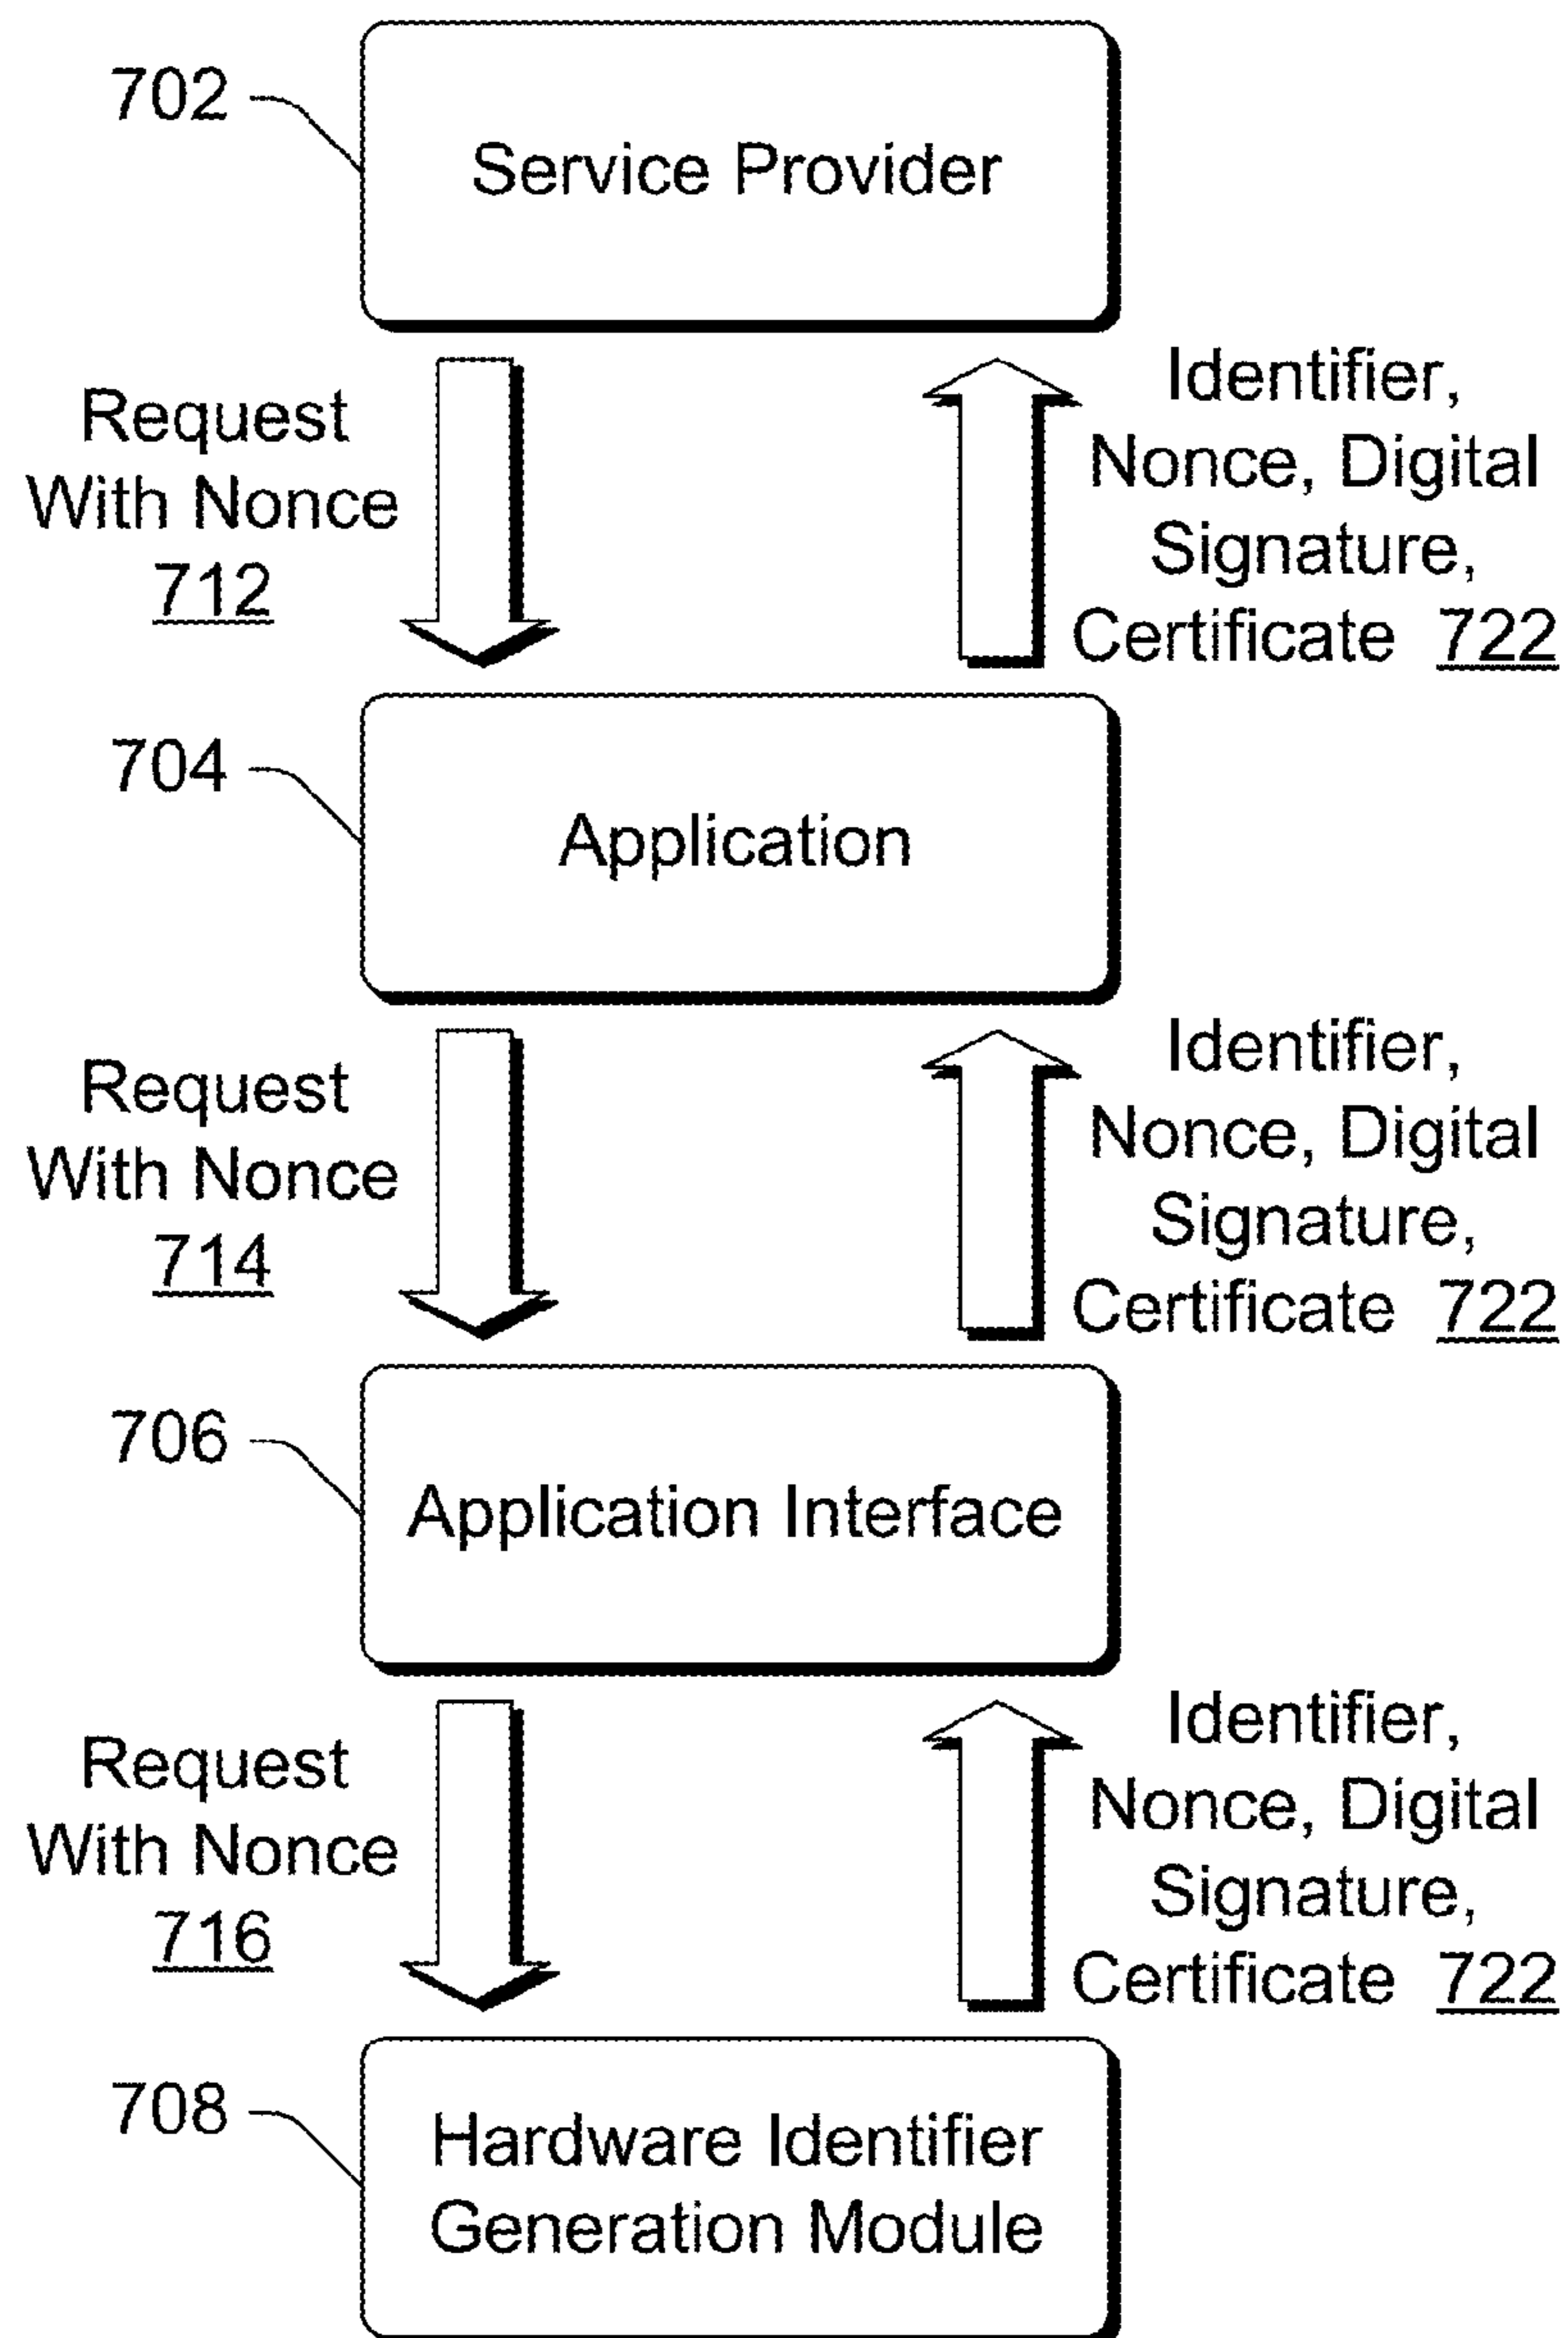 702
Service Provider
Request
With Nonce
712
Identifier,
Nonce, Digital
Signature,
Certificate 722
704
Application
Request
With Nonce
714
Identifier,
Nonce, Digital
Signature,
Certificate 722
706
Application Interface
Request
With Nonce
716
Identifier,
Nonce, Digital
Signature,
Certificate 722
708
Hardware Identifier
Generation Module